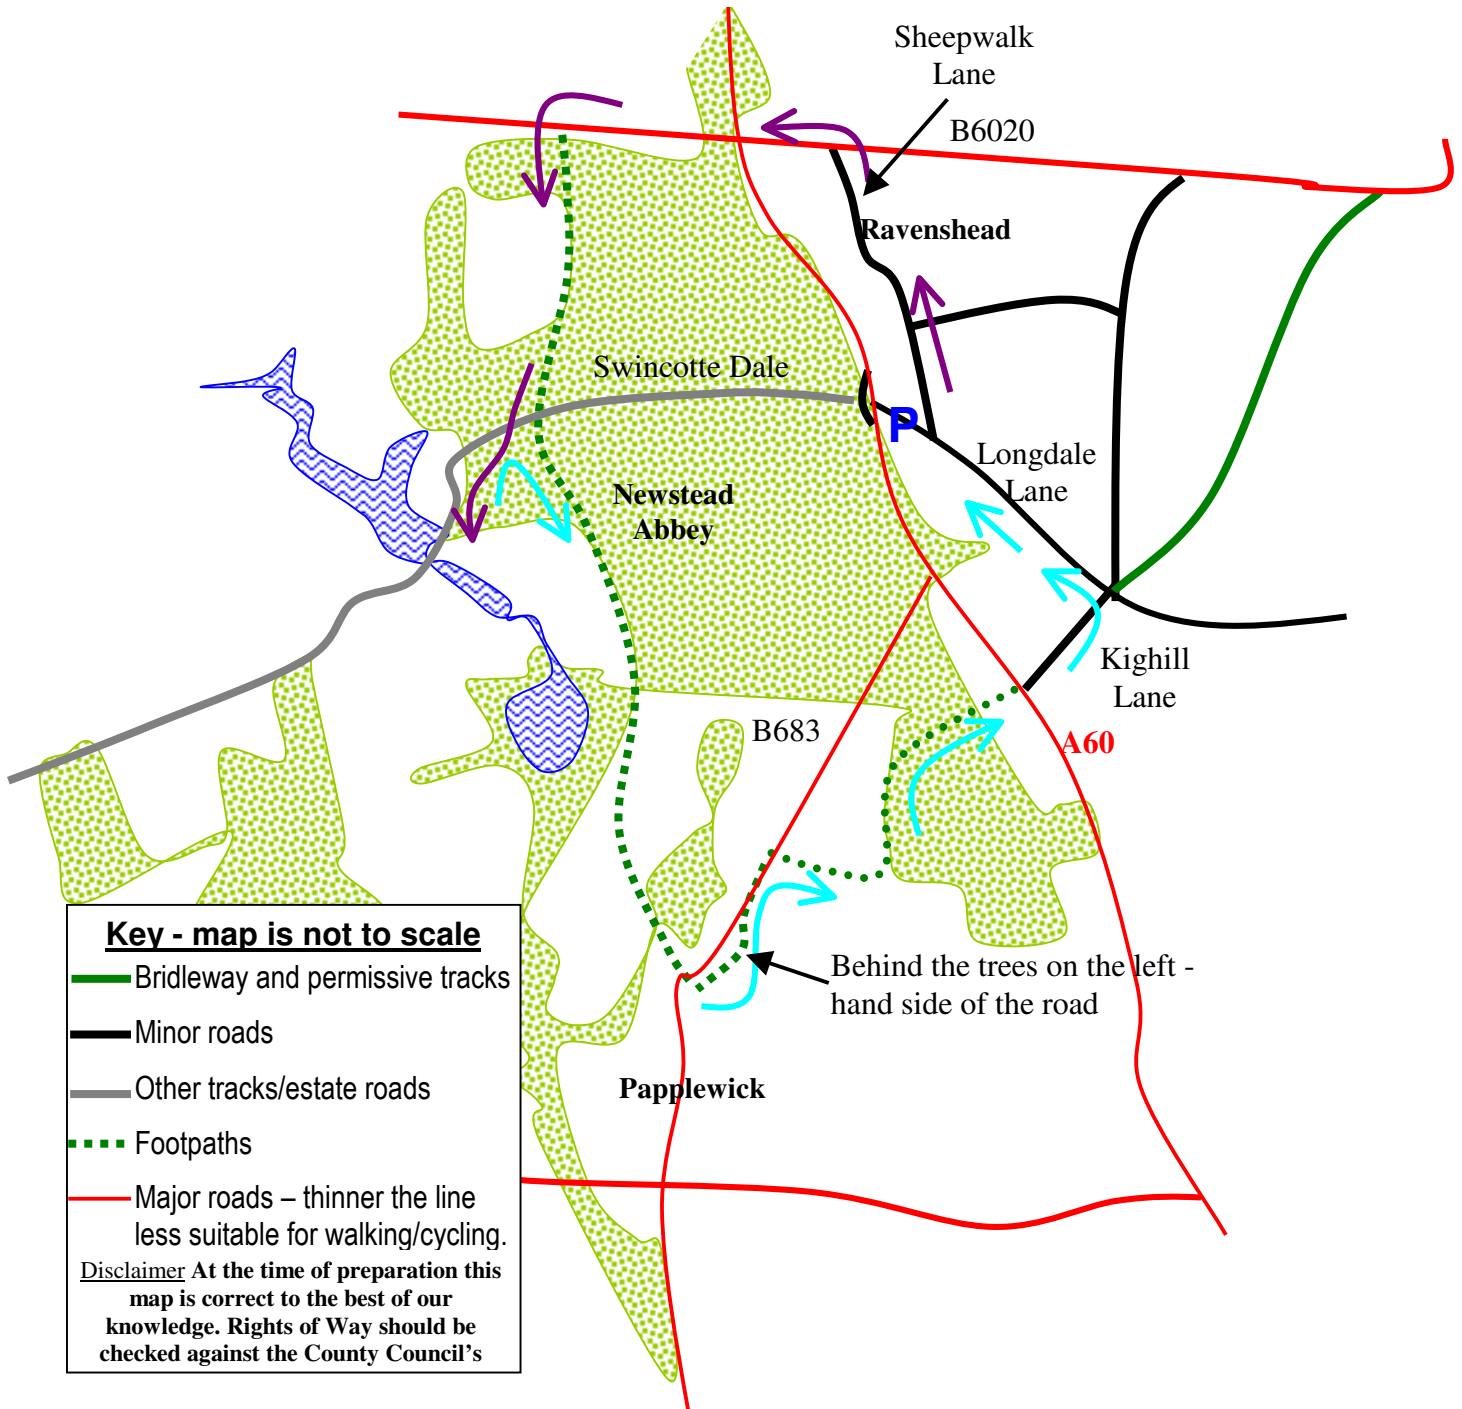 Sheepwalk
Lane
B6020
Ravenshead
Swincotte Dale
P
Longdale
Lane
Newstead
Abbey
Kighill
Lane
B683
A60
Behind the trees on the left -
hand side of the road
Papplewick
Key - map is not to scale
Bridleway and permissive tracks
Minor roads
Other tracks/estate roads
Footpaths
Major roads – thinner the line
less suitable for walking/cycling.
Disclaimer At the time of preparation this
map is correct to the best of our
knowledge. Rights of Way should be
checked against the County Council's